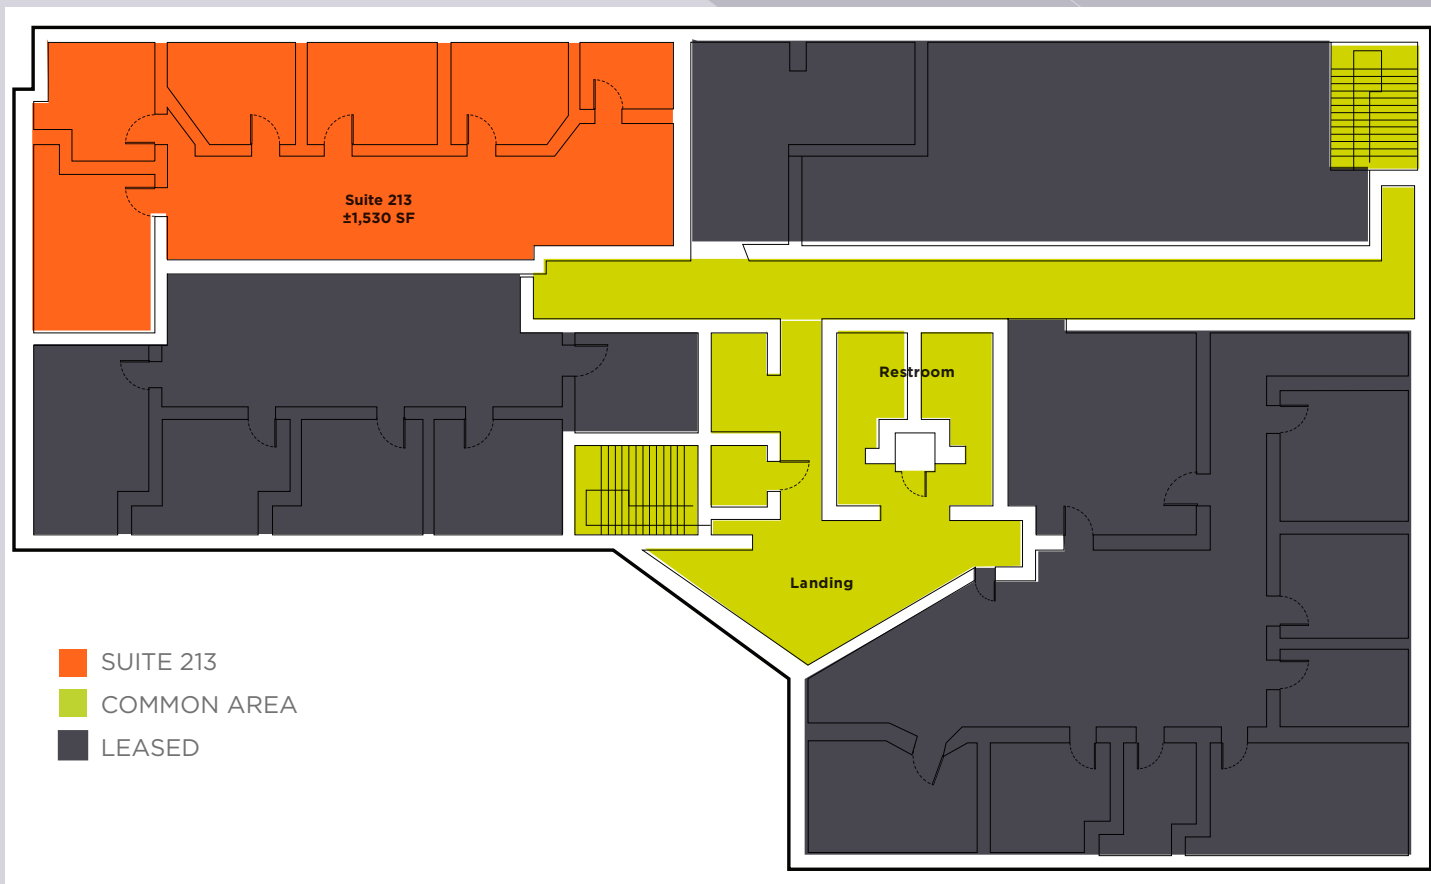 Suite 213
±1,530 SF
Restroom
Landing
SUITE 213
COMMON AREA
LEASED